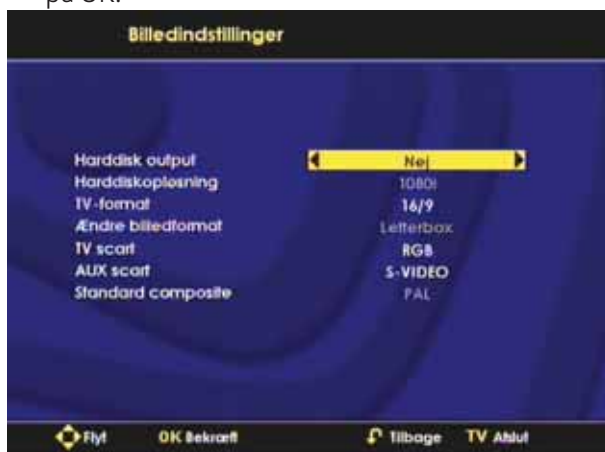 på OK.
Billedindstillinger
Harddisk output Nej
Harddiskopløsning 1080i
TV-format 16/9
Ændre billedformat Letterbox
TV scart RGB
AUX scart S-VIDEO
Standard composite PAL
Flyt OK Bekræft Tilbage TV Afslut